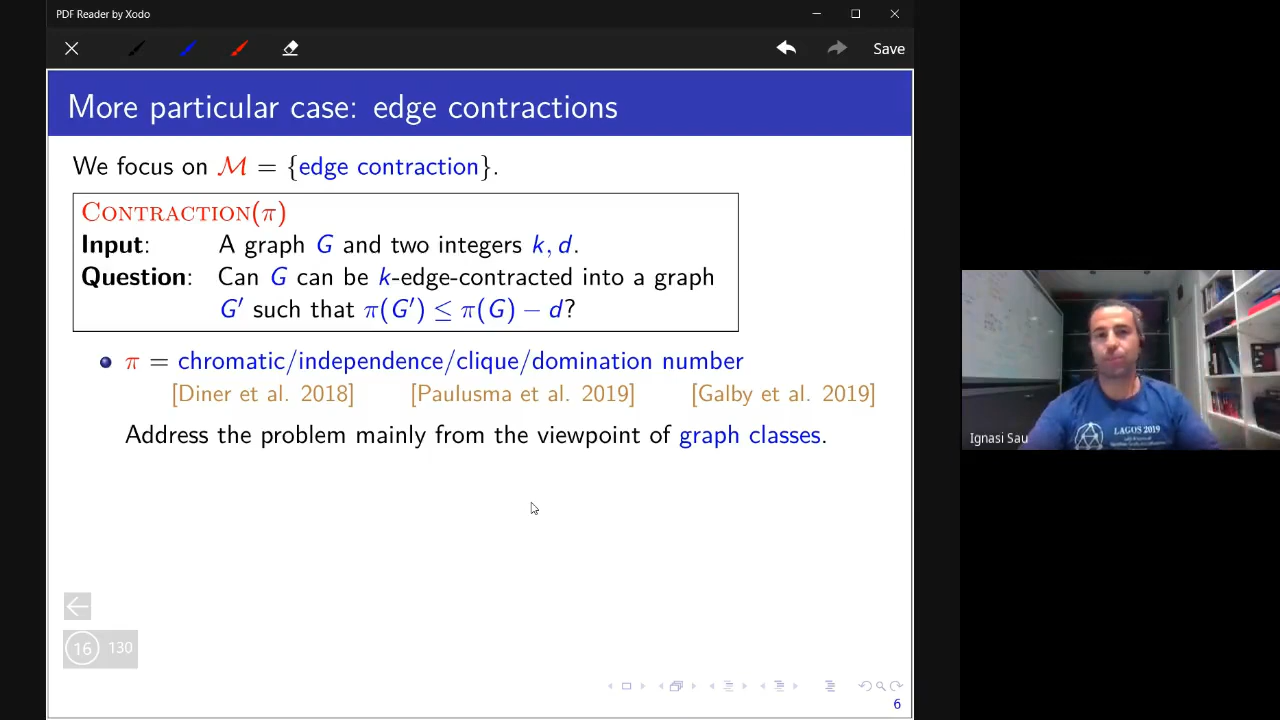 PDF Reader by Xodo
Save
More particular case: edge contractions
We focus on ℳ = {edge contraction}.
CONTRACTION(π)
Input: A graph G and two integers k, d.
Question: Can G can be k-edge-contracted into a graph
G′ such that π(G′) ≤ π(G) − d?
π = chromatic/independence/clique/domination number
[Diner et al. 2018] [Paulusma et al. 2019] [Galby et al. 2019]
Address the problem mainly from the viewpoint of graph classes.
16 130
6
LAGOS 2019
Ignasi Sau